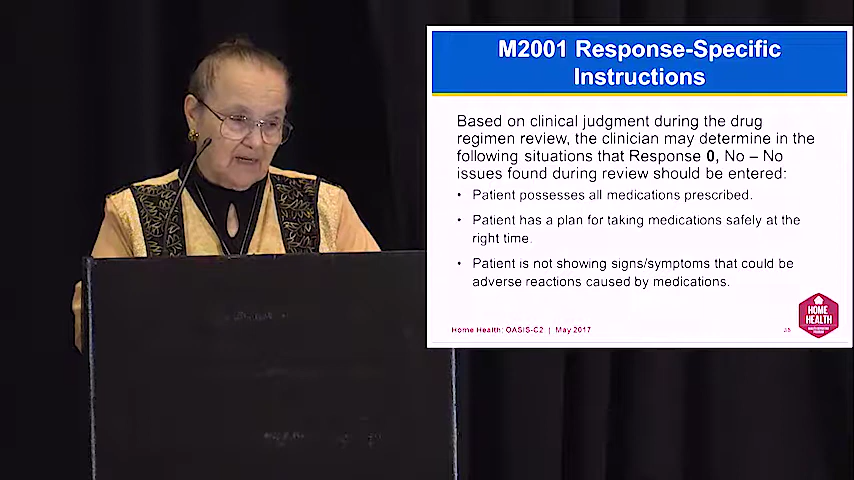 M2001 Response-Specific
Instructions
Based on clinical judgment during the drug
regimen review, the clinician may determine in the
following situations that Response 0, No – No
issues found during review should be entered:
• Patient possesses all medications prescribed.
• Patient has a plan for taking medications safely at the
right time.
• Patient is not showing signs/symptoms that could be
adverse reactions caused by medications.
HOME
HEALTH
Home Health: OASIS-C2 | May 2017